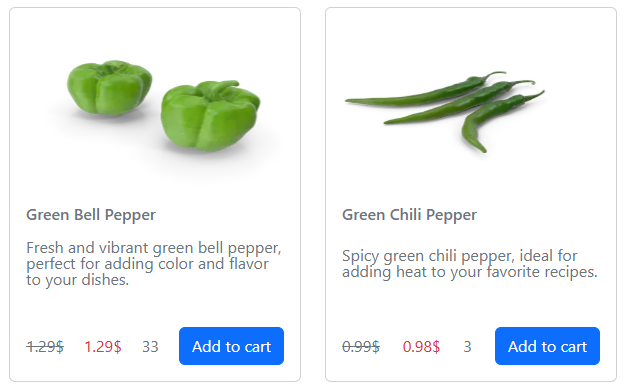 Green Bell Pepper
Fresh and vibrant green bell pepper,
perfect for adding color and flavor
to your dishes.
1.29$ 1.29$ 33 Add to cart
Green Chili Pepper
Spicy green chili pepper, ideal for
adding heat to your favorite recipes.
0.99$ 0.98$ 3 Add to cart